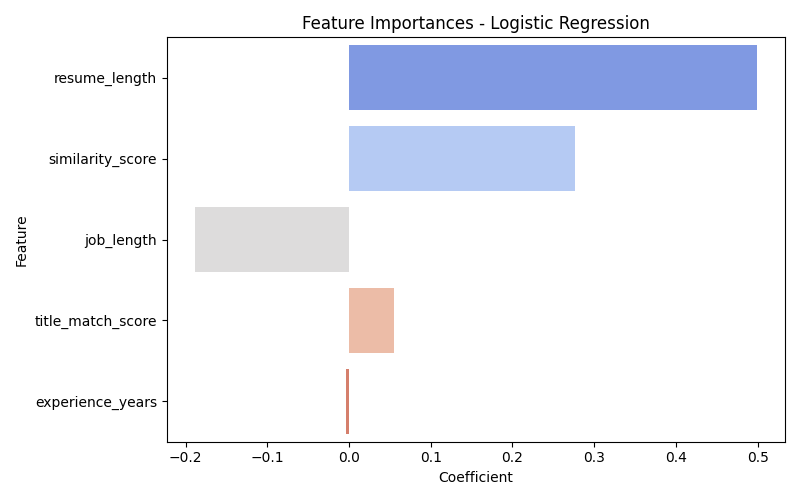 Feature Importances - Logistic Regression
resume_length
similarity_score
job_length
title_match_score
experience_years
Feature
−0.2 −0.1 0.0 0.1 0.2 0.3 0.4 0.5
Coefficient